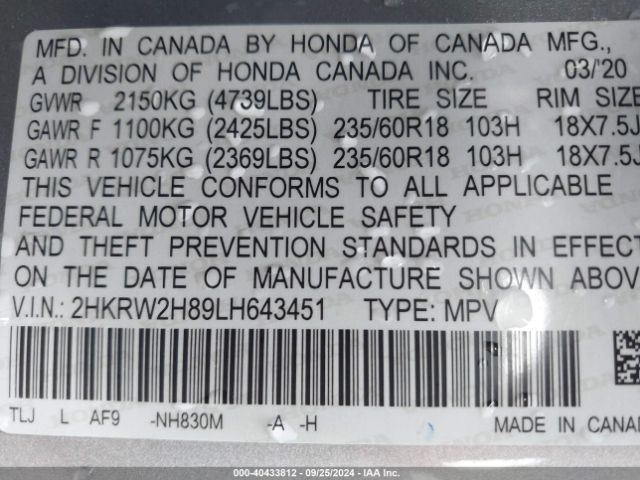 MFD. IN CANADA BY HONDA OF CANADA MFG.,
A DIVISION OF HONDA CANADA INC. 03/'20
GVWR 2150KG (4739LBS) TIRE SIZE RIM SIZE
GAWR F 1100KG (2425LBS) 235/60R18 103H 18X7.5J
GAWR R 1075KG (2369LBS) 235/60R18 103H 18X7.5J
THIS VEHICLE CONFORMS TO ALL APPLICABLE
FEDERAL MOTOR VEHICLE SAFETY
AND THEFT PREVENTION STANDARDS IN EFFECT
ON THE DATE OF MANUFACTURE SHOWN ABOV
V.I.N.: 2HKRW2H89LH643451 TYPE: MPV
TLJ L AF9 -NH830M -A -H MADE IN CANAD
000-40433812 - 09/25/2024 - IAA Inc.